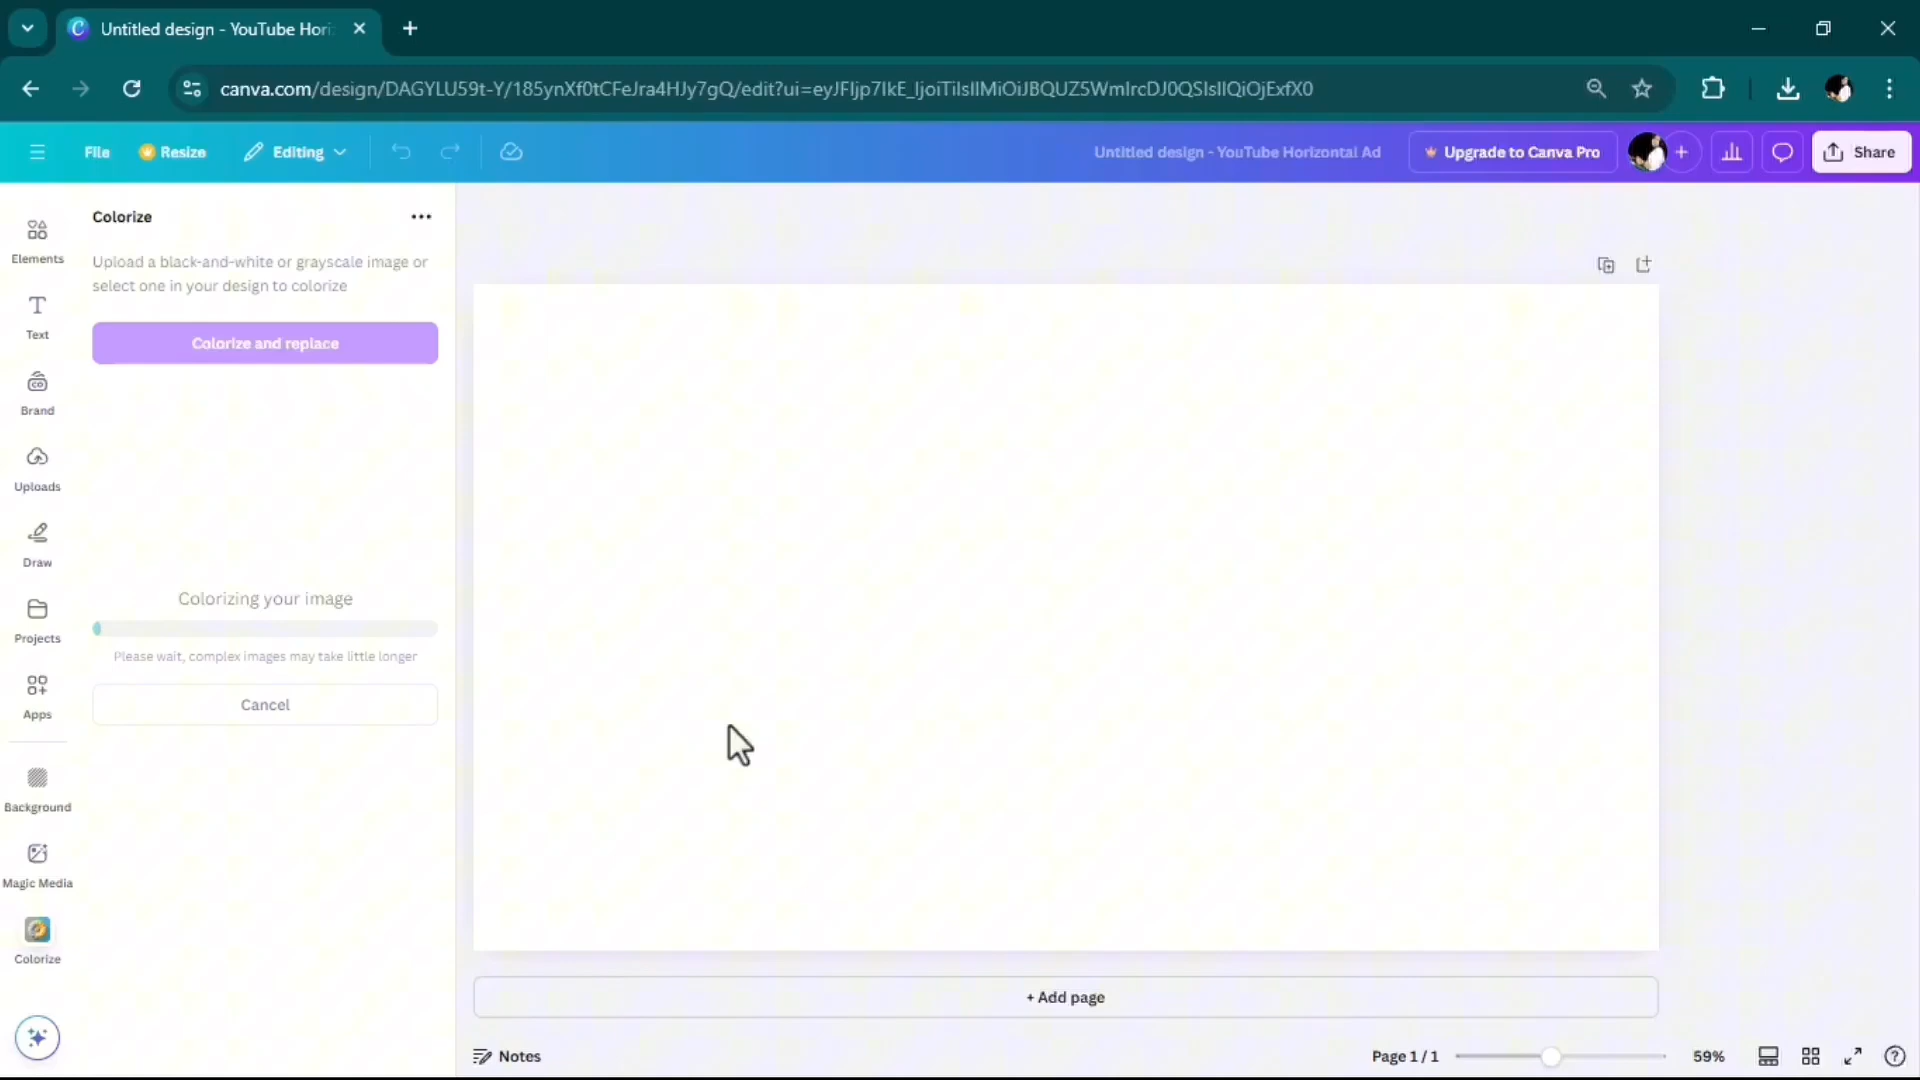 Untitled design - YouTube Hori
canva.com/design/DAGYLU59t-Y/185ynXf0tCFeJra4HJy7gQ/edit?ui=eyJFIjp7IkE_IjoiTilsIlMiOiJBQUZ5WmlrcDJ0QSIsIlQiOjExfX0
File
Resize
Editing
Untitled design - YouTube Horizontal Ad
Upgrade to Canva Pro
Share
Colorize
Upload a black-and-white or grayscale image or
select one in your design to colorize
Colorize and replace
Colorizing your image
Please wait, complex images may take little longer
Cancel
Elements
Text
Brand
Uploads
Draw
Projects
Apps
Background
Magic Media
Colorize
+ Add page
Notes
Page 1 / 1
59%